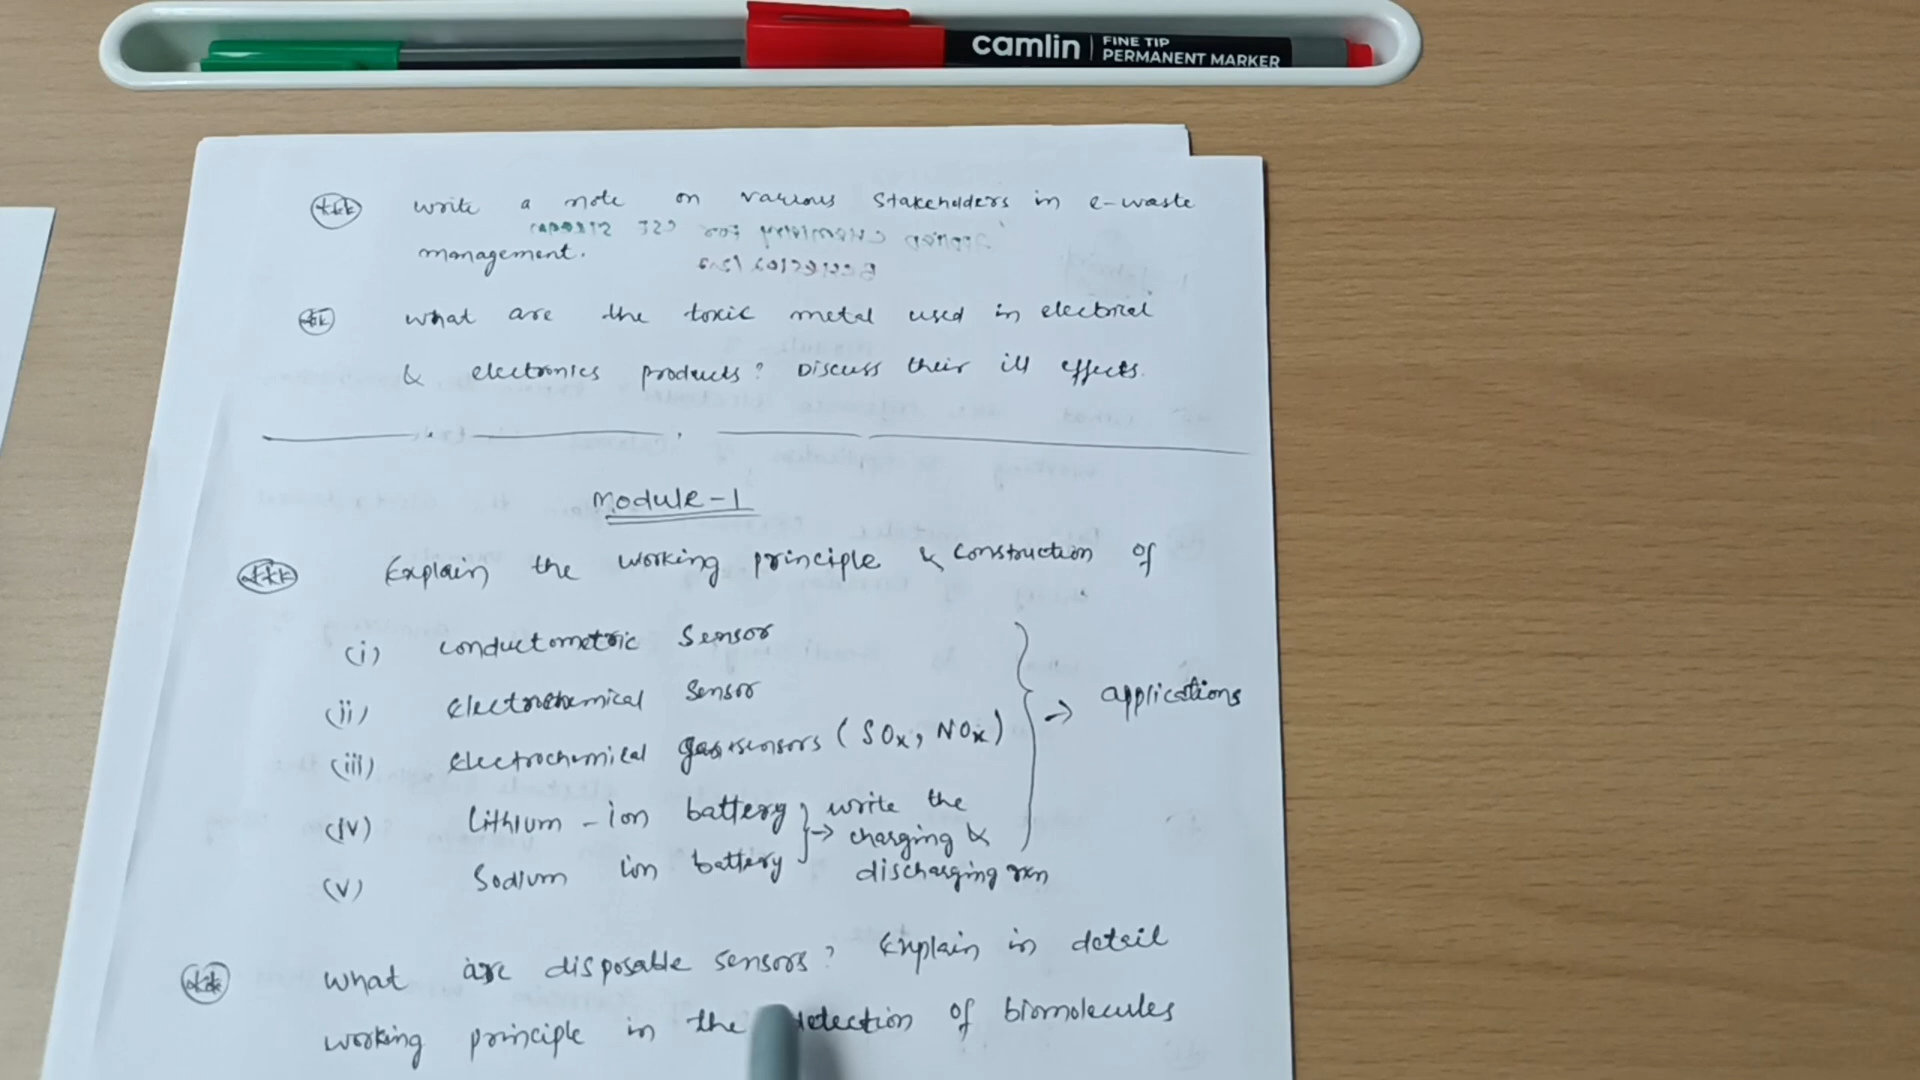 camlin FINE TIP
PERMANENT MARKER
*** write a note on various stakeholders in e-waste
management.
** what are the toxic metal used in electrical
& electronics products? Discuss their ill effects.
Module-1
*** Explain the working principle & construction of
(i) conductometric sensor
(ii) Electrochemical sensor
(iii) Electrochemical gas sensors (SOx, NOx)
→ applications
(iv) Lithium-ion battery → write the
charging &
(v) Sodium ion battery discharging rxn
** what are disposable sensors? Explain in detail
working principle in the detection of biomolecules